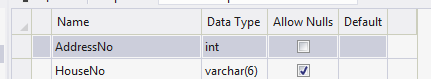 Name Data Type Allow Nulls Default
AddressNo int
HouseNo varchar(6)